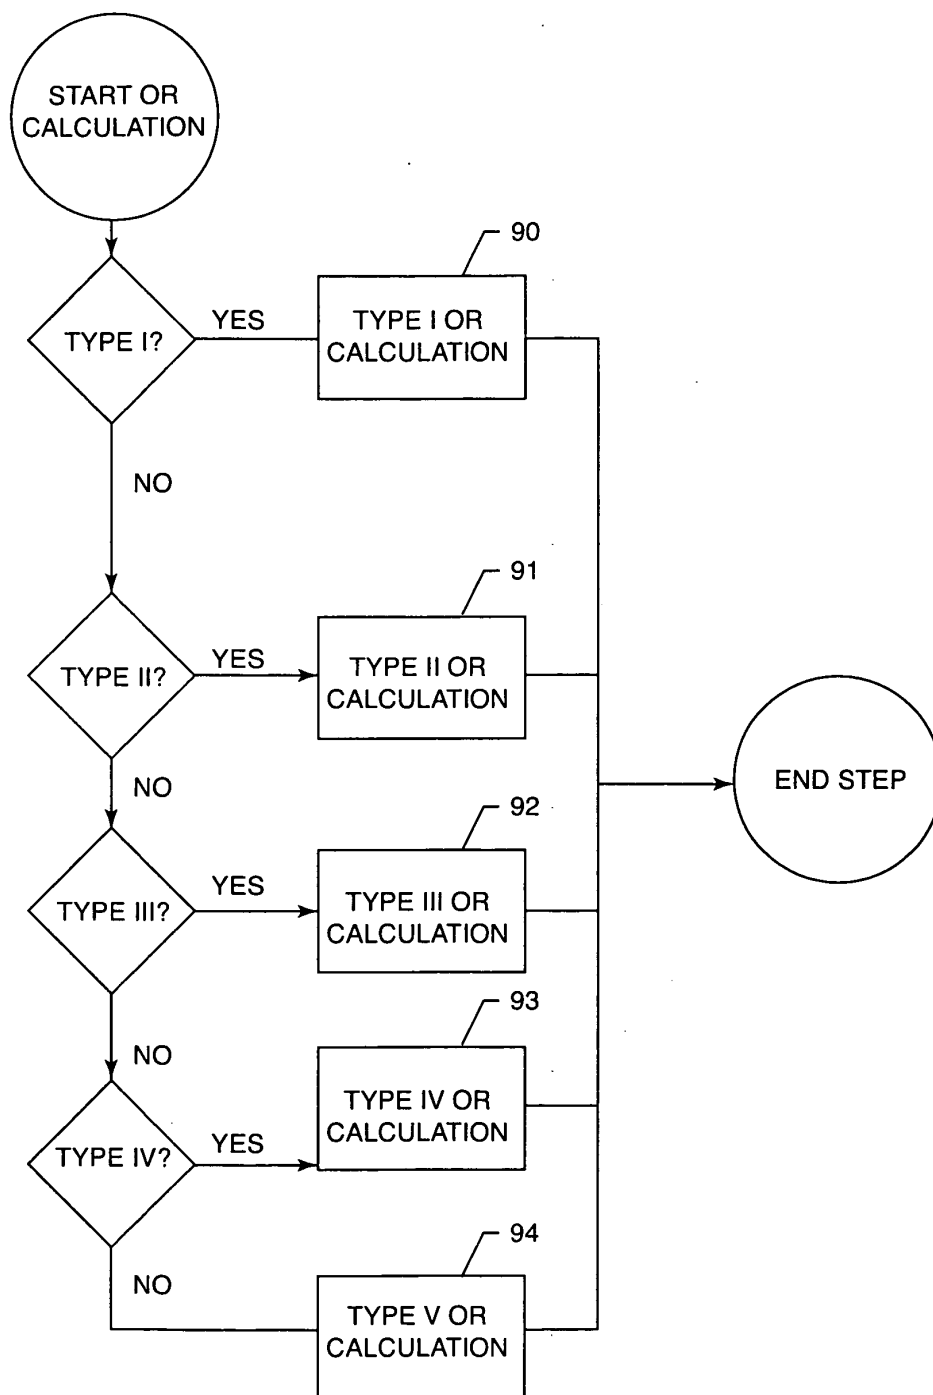 START OR
CALCULATION
90
TYPE I?
YES
TYPE I OR
CALCULATION
NO
91
TYPE II?
YES
TYPE II OR
CALCULATION
NO
END STEP
92
TYPE III?
YES
TYPE III OR
CALCULATION
NO
93
TYPE IV?
YES
TYPE IV OR
CALCULATION
NO
94
TYPE V OR
CALCULATION